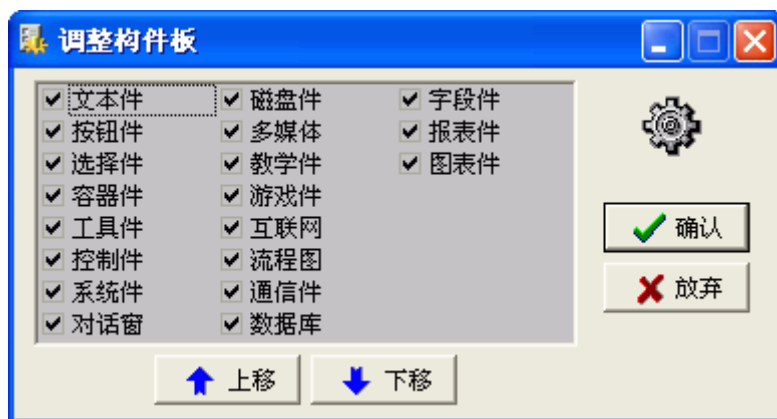 调整构件板
文本件
按钮件
选择件
容器件
工具件
控制件
系统件
对话窗
磁盘件
多媒体
教学件
游戏件
互联网
流程图
通信件
数据库
字段件
报表件
图表件
确认
放弃
上移
下移